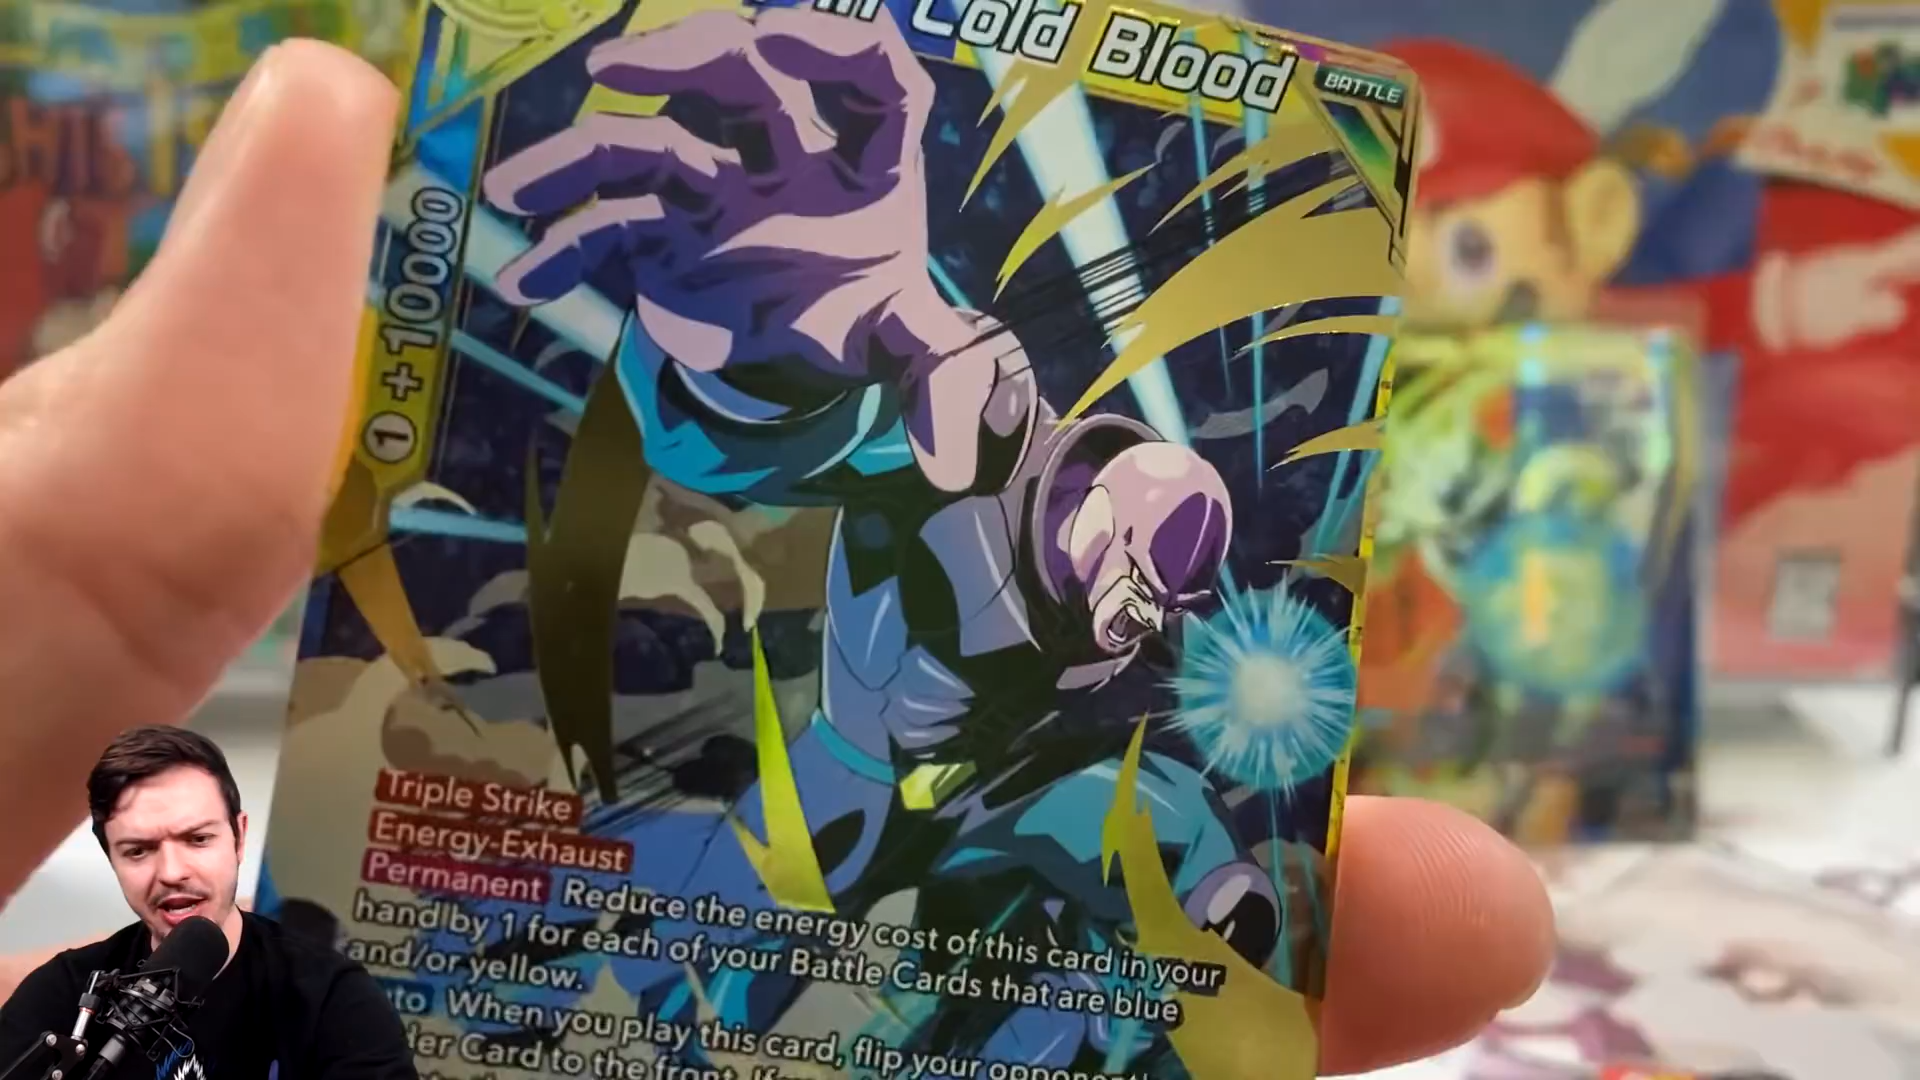 Cold Blood
BATTLE
1 +10000
Triple Strike
Energy-Exhaust
Permanent Reduce the energy cost of this card in your
hand by 1 for each of your Battle Cards that are blue
and/or yellow.
When you play this card, flip your
Card to the front.